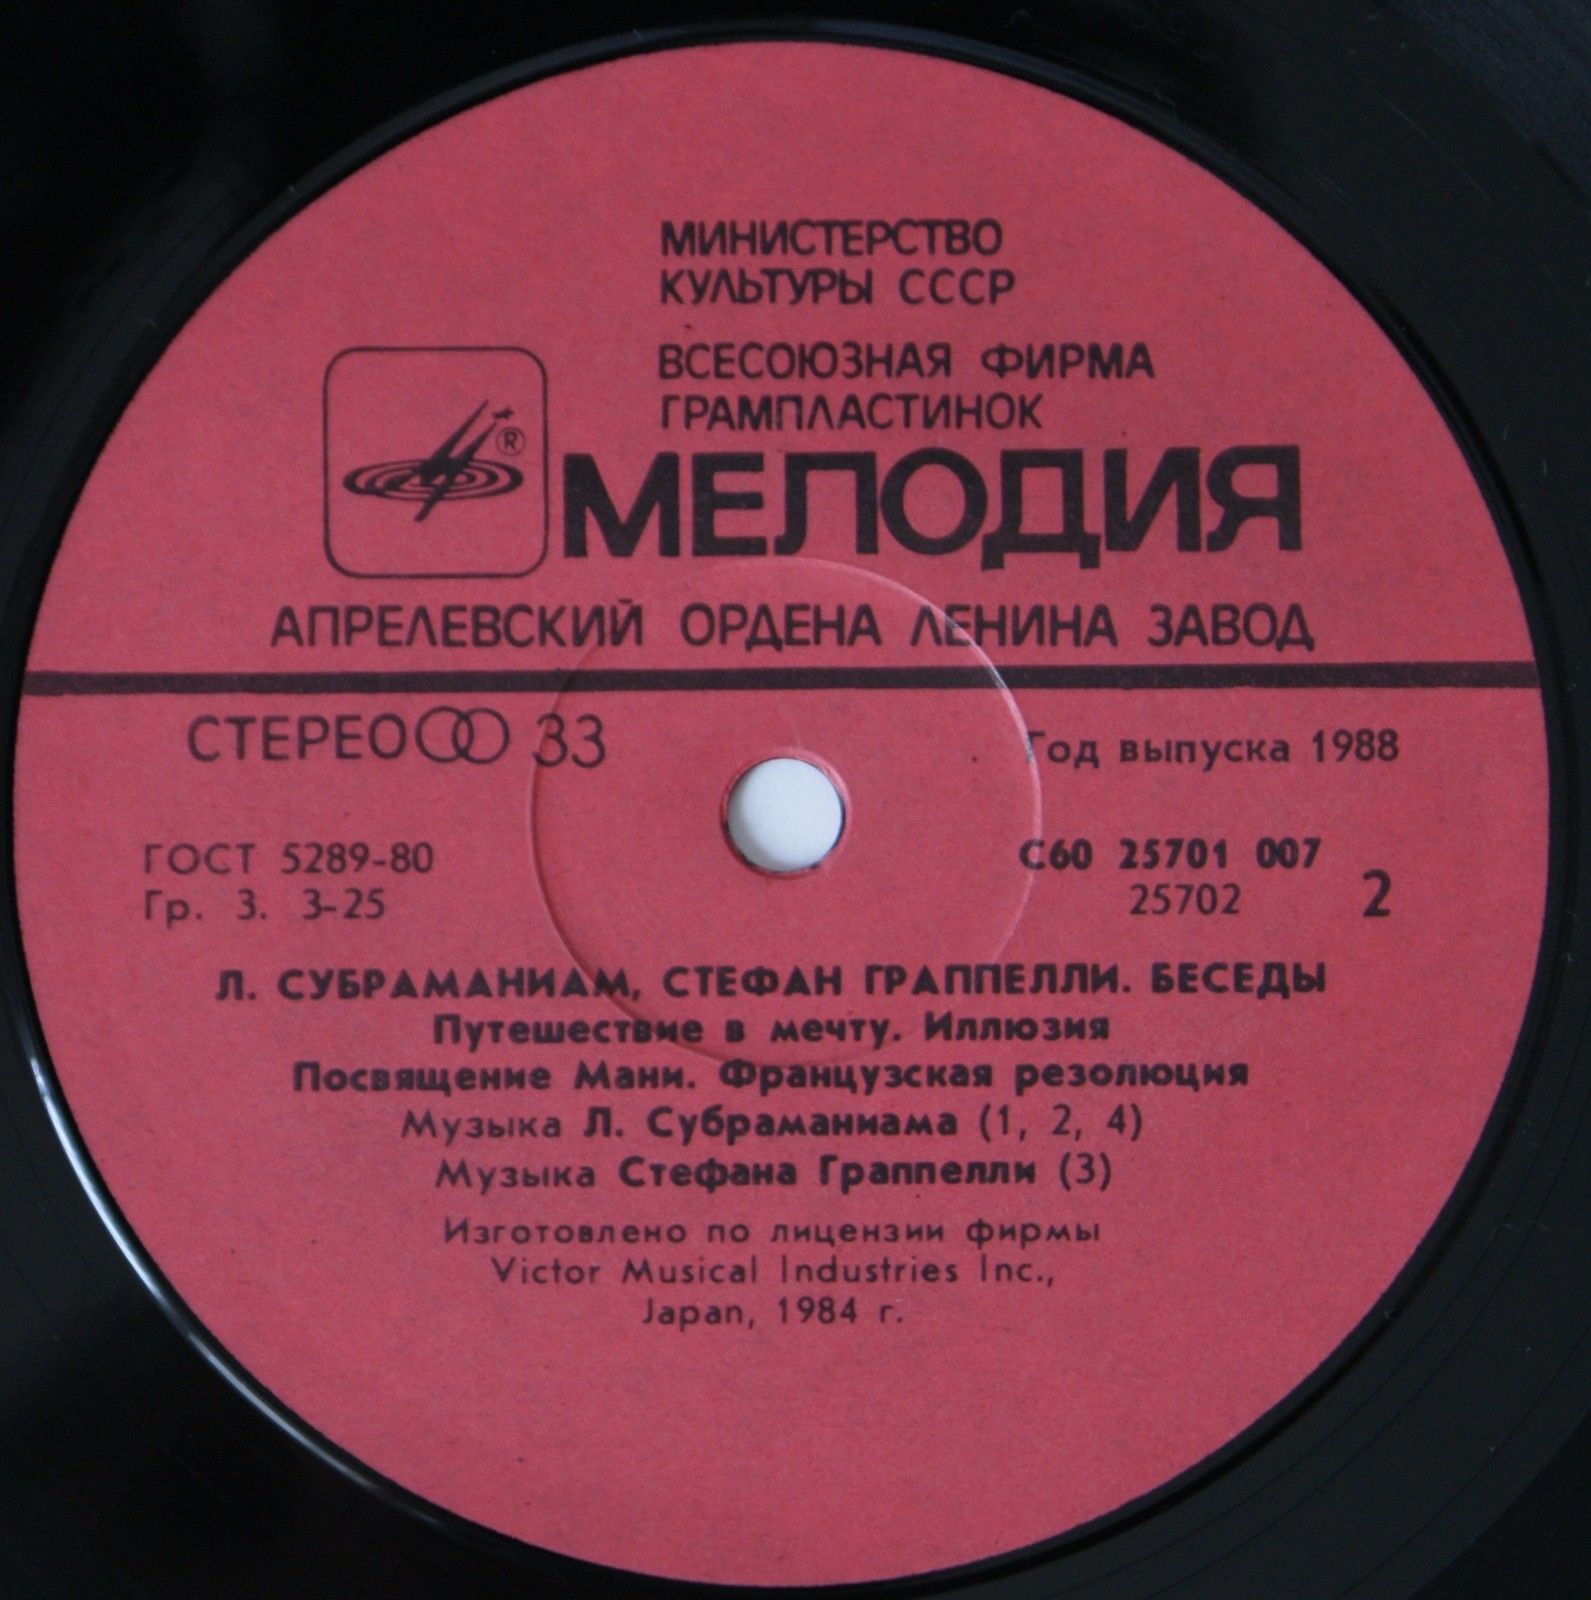 МИНИСТЕРСТВО
КУЛЬТУРЫ СССР
ВСЕСОЮЗНАЯ ФИРМА
ГРАМПЛАСТИНОК
®
МЕЛОДИЯ
АПРЕЛЕВСКИЙ ОРДЕНА ЛЕНИНА ЗАВОД
СТЕРЕО 33
Год выпуска 1988
ГОСТ 5289-80
Гр. 3. 3-25
С60 25701 007
25702 2
Л. СУБРАМАНИАМ, СТЕФАН ГРАППЕЛЛИ. БЕСЕДЫ
Путешествие в мечту. Иллюзия
Посвящение Мани. Французская резолюция
Музыка Л. Субраманиама (1, 2, 4)
Музыка Стефана Граппелли (3)
Изготовлено по лицензии фирмы
Victor Musical Industries Inc.,
Japan, 1984 г.